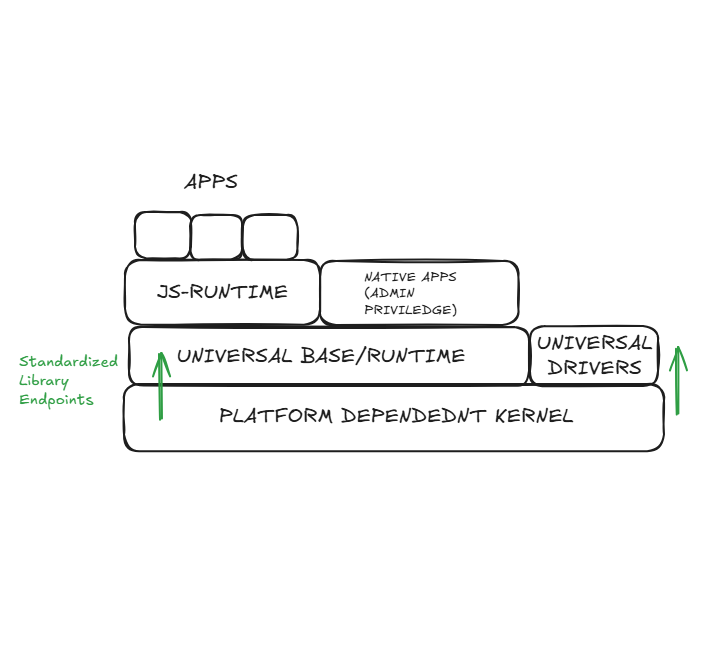 APPS
JS-RUNTIME
NATIVE APPS
(ADMIN
PRIVILEDGE)
UNIVERSAL BASE/RUNTIME
UNIVERSAL
DRIVERS
Standardized
Library
Endpoints
PLATFORM DEPENDEDNT KERNEL